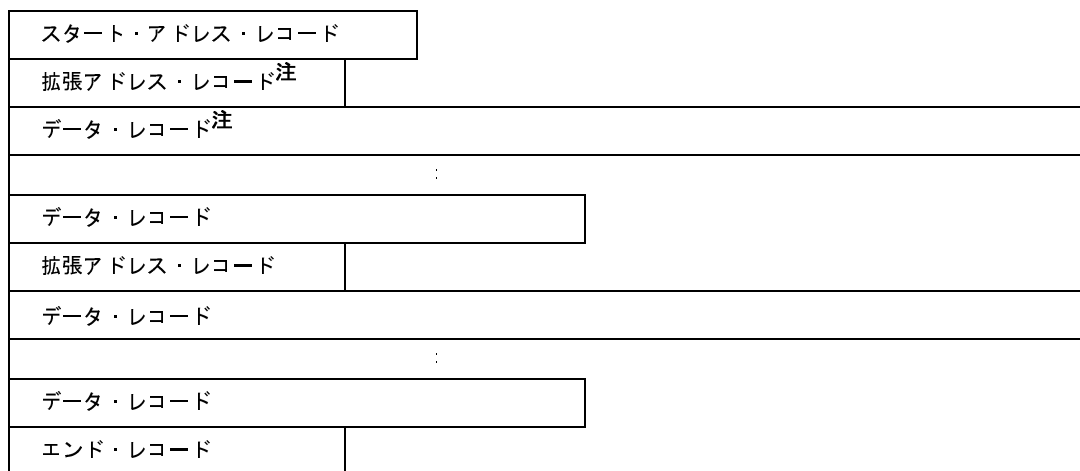 スタート・アドレス・レコード
拡張アドレス・レコード注
データ・レコード注
:
データ・レコード
拡張アドレス・レコード
データ・レコード
:
データ・レコード
エンド・レコード